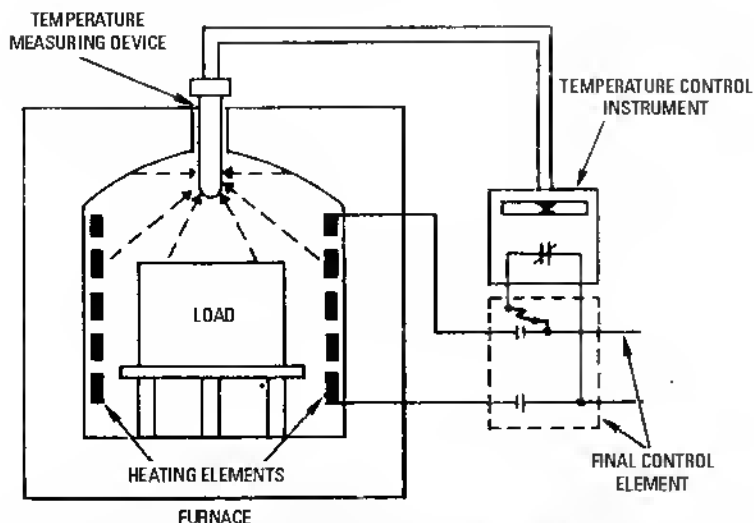 TEMPERATURE
MEASURING DEVICE
TEMPERATURE CONTROL
INSTRUMENT
LOAD
HEATING ELEMENTS
FINAL CONTROL
ELEMENT
FURNACE